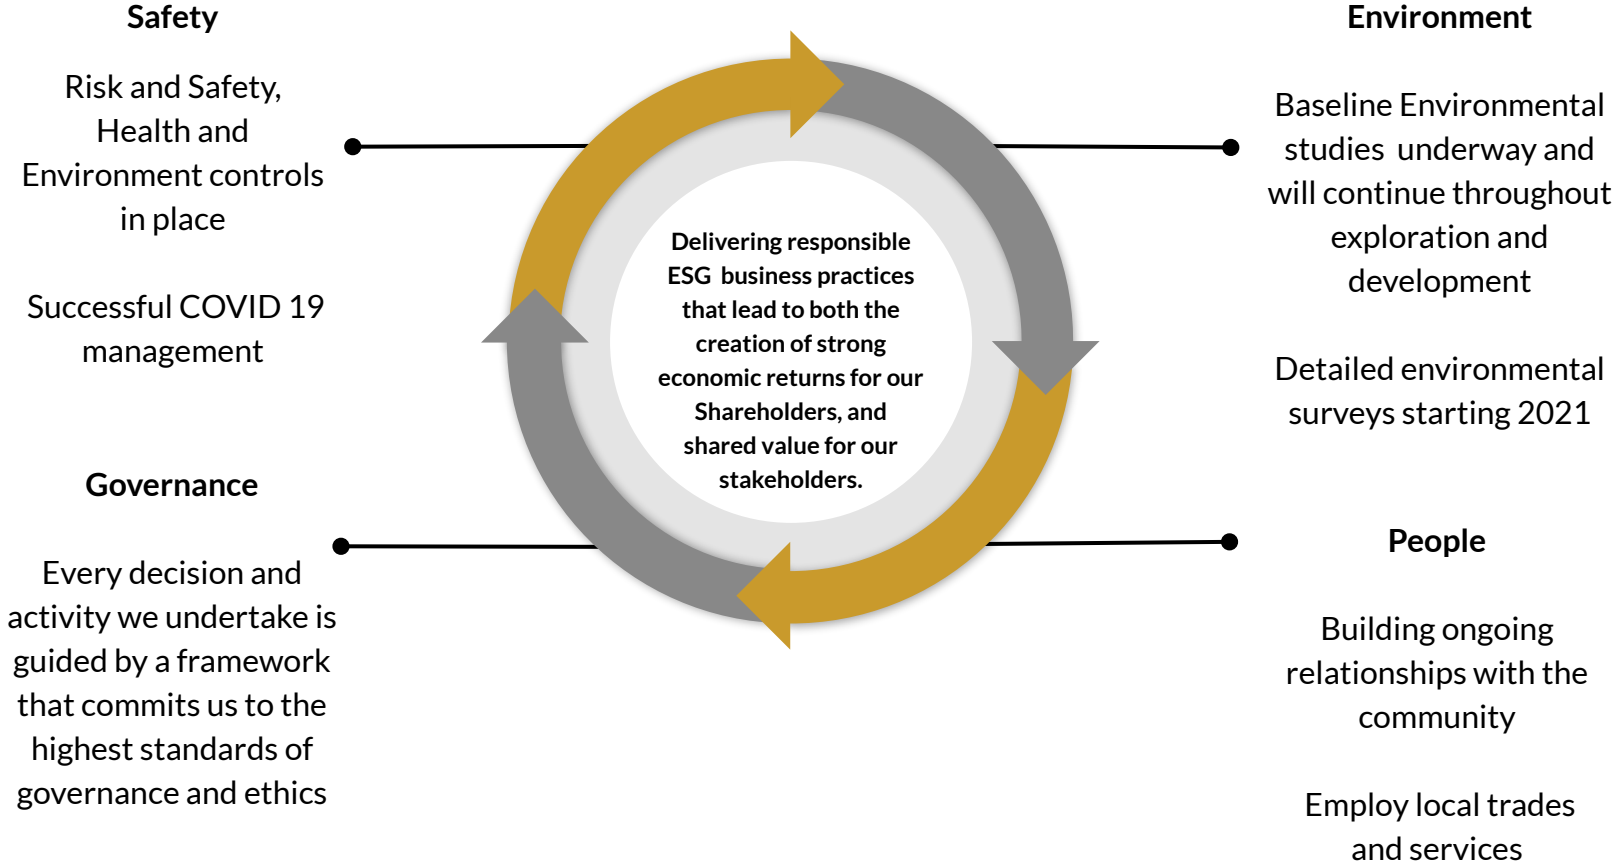 Safety
Risk and Safety,
Health and
Environment controls
in place
Successful COVID 19
management
Governance
Every decision and
activity we undertake is
guided by a framework
that commits us to the
highest standards of
governance and ethics
Delivering responsible
ESG  business practices
that lead to both the
creation of strong
economic returns for our
Shareholders, and
shared value for our
stakeholders.
Environment
Baseline Environmental
studies  underway and
will continue throughout
exploration and
development
Detailed environmental
surveys starting 2021
People
Building ongoing
relationships with the
community
Employ local trades
and services